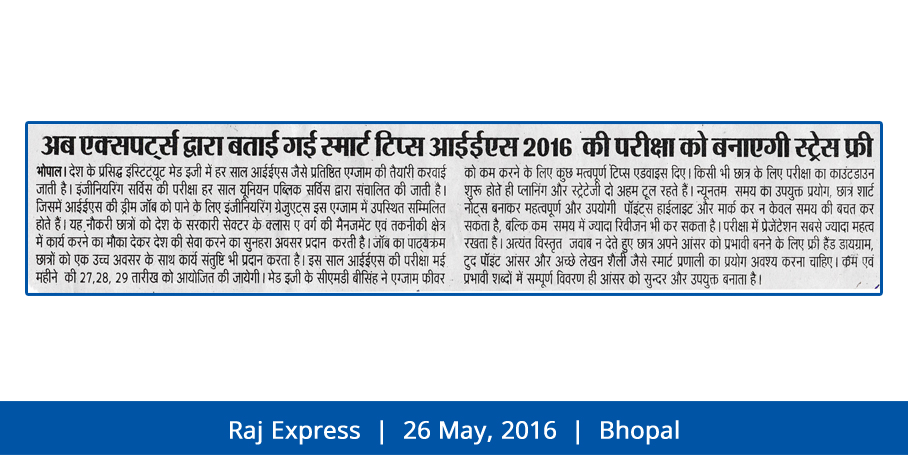 अब एक्सपर्ट्स द्वारा बताई गई स्मार्ट टिप्स आईईएस 2016 की परीक्षा को बनाएगी स्ट्रेस फ्री
भोपाल। देश के प्रसिद्ध इंस्टिट्यूट मेड इजी में हर साल आईईएस जैसे प्रतिष्ठित एग्जाम की तैयारी करवाई
जाती है। इंजीनियरिंग सर्विस की परीक्षा हर साल यूनियन पब्लिक सर्विस द्वारा संचालित की जाती है।
जिसमें आईईएस की ड्रीम जॉब को पाने के लिए इंजीनियरिंग ग्रेजुएट्स इस एग्जाम में उपस्थित सम्मिलित
होते हैं। यह नौकरी छात्रों को देश के सरकारी सेक्टर के क्लास ए वर्ग की मैनजमेंट एवं तकनीकी क्षेत्र
में कार्य करने का मौका देकर देश की सेवा करने का सुनहरा अवसर प्रदान करती है। जॉब का पाठ्यक्रम
छात्रों को एक उच्च अवसर के साथ कार्य संतुष्टि भी प्रदान करता है। इस साल आईईएस की परीक्षा मई
महीने की 27,28, 29 तारीख को आयोजित की जायेगी। मेड इजी के सीएमडी बीसिंह ने एग्जाम फीवर
को कम करने के लिए कुछ मत्वपूर्ण टिप्स एडवाइस दिए। किसी भी छात्र के लिए परीक्षा का काउंटडाउन
शुरू होते ही प्लानिंग और स्ट्रेटेजी दो अहम टूल रहते हैं। न्यूनतम समय का उपयुक्त प्रयोग, छात्र शार्ट
नोट्स बनाकर महत्वपूर्ण और उपयोगी पॉइंट्स हाईलाइट और मार्क कर न केवल समय की बचत कर
सकता है, बल्कि कम समय में ज्यादा रिवीजन भी कर सकता है। परीक्षा में प्रेजेंटेशन सबसे ज्यादा महत्व
रखता है। अत्यंत विस्तृत जवाब न देते हुए छात्र अपने आंसर को प्रभावी बनने के लिए फ्री हैंड डायग्राम,
टुद पॉइंट आंसर और अच्छे लेखन शैली जैसे स्मार्ट प्रणाली का प्रयोग अवश्य करना चाहिए। कम एवं
प्रभावी शब्दों में सम्पूर्ण विवरण ही आंसर को सुन्दर और उपयुक्त बनाता है।
Raj Express | 26 May, 2016 | Bhopal